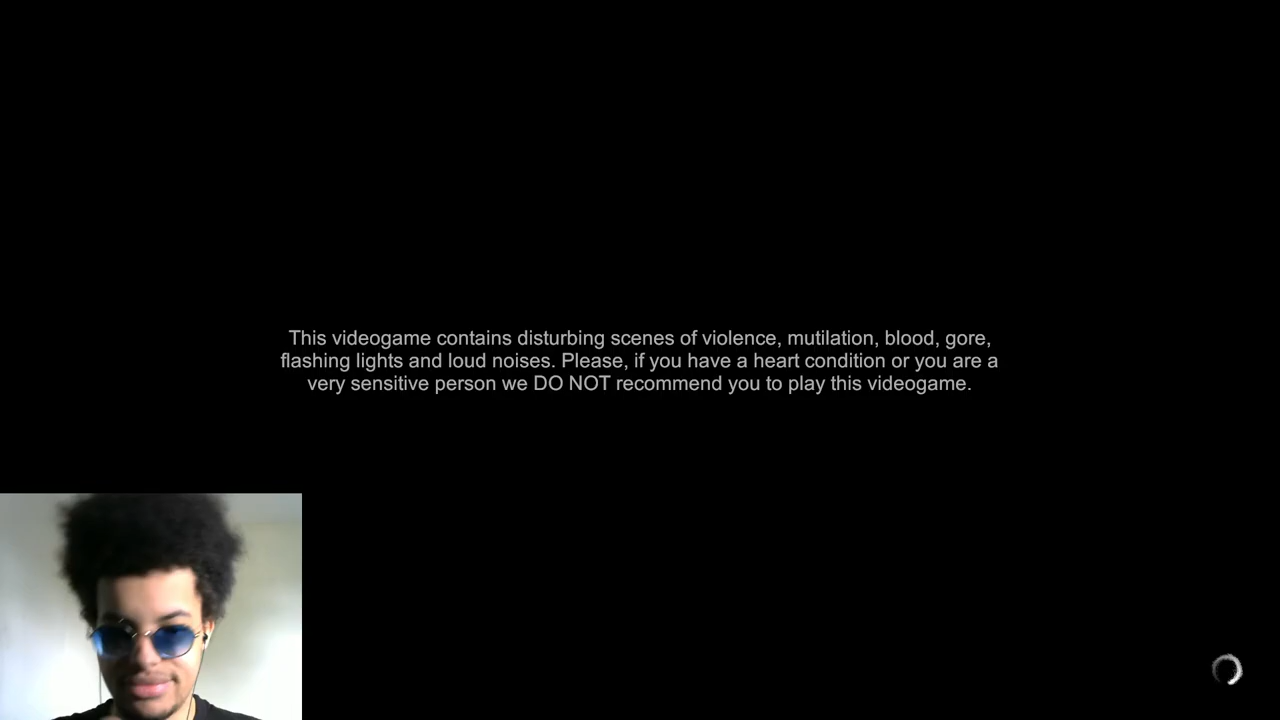 This videogame contains disturbing scenes of violence, mutilation, blood, gore,
flashing lights and loud noises. Please, if you have a heart condition or you are a
very sensitive person we DO NOT recommend you to play this videogame.